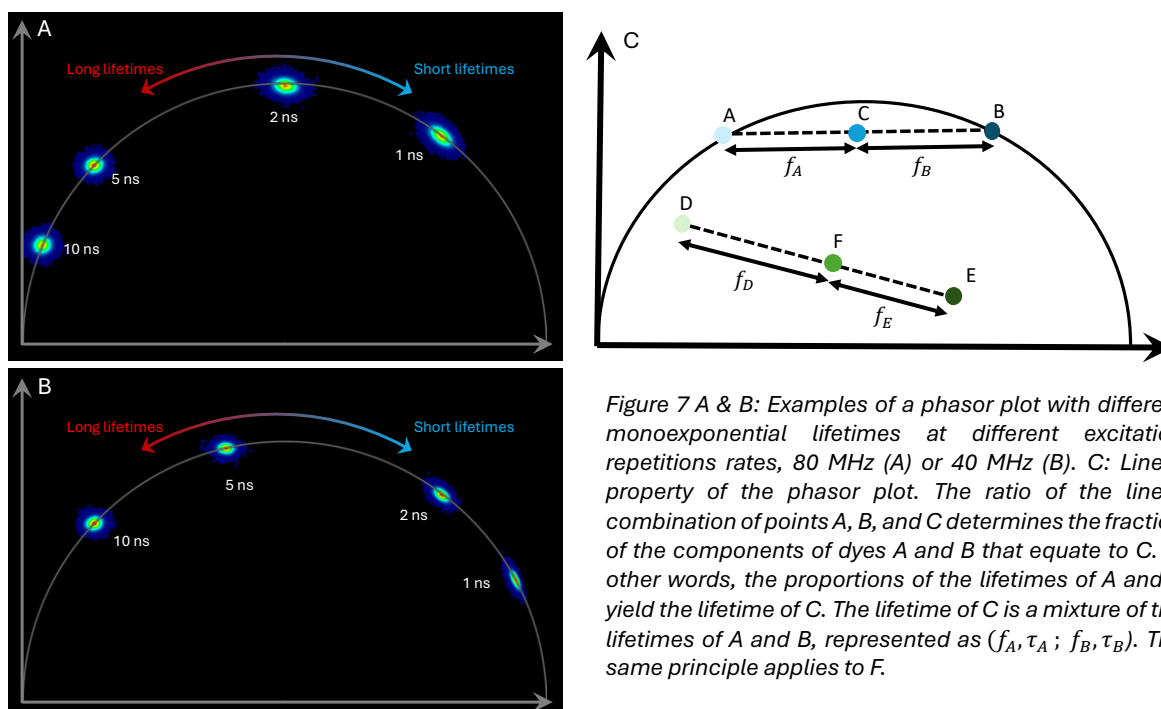 A
Long lifetimes
Short lifetimes
2 ns
1 ns
5 ns
10 ns
B
Long lifetimes
Short lifetimes
5 ns
2 ns
10 ns
1 ns
C
A
C
B
f_A
f_B
D
F
E
f_D
f_E
Figure 7 A & B: Examples of a phasor plot with differe
monoexponential lifetimes at different excitati
repetitions rates, 80 MHz (A) or 40 MHz (B). C: Line
property of the phasor plot. The ratio of the line
combination of points A, B, and C determines the fracti
of the components of dyes A and B that equate to C.
other words, the proportions of the lifetimes of A and
yield the lifetime of C. The lifetime of C is a mixture of t
lifetimes of A and B, represented as (f_A, τ_A ; f_B, τ_B). T
same principle applies to F.